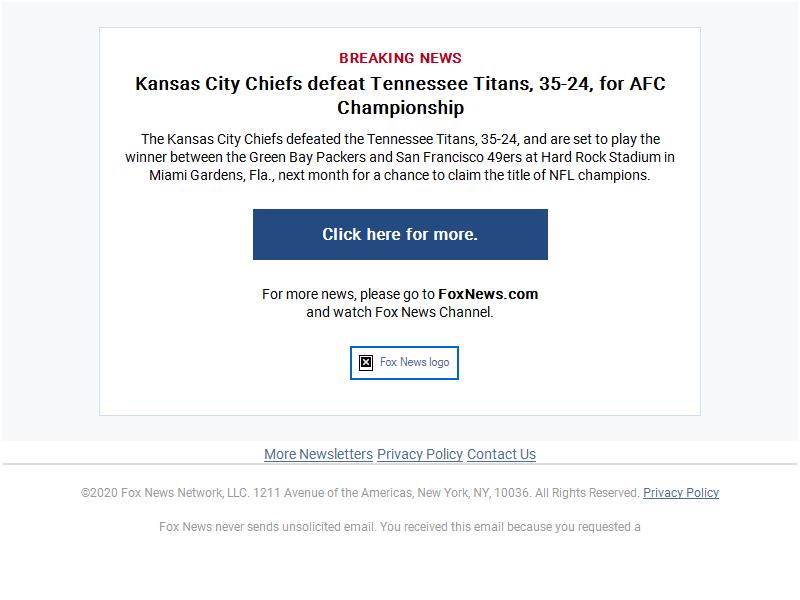 BREAKING NEWS
Kansas City Chiefs defeat Tennessee Titans, 35-24, for AFC
Championship
The Kansas City Chiefs defeated the Tennessee Titans, 35-24, and are set to play the
winner between the Green Bay Packers and San Francisco 49ers at Hard Rock Stadium in
Miami Gardens, Fla., next month for a chance to claim the title of NFL champions.
Click here for more.
For more news, please go to FoxNews.com
and watch Fox News Channel.
Fox News logo
More Newsletters Privacy Policy Contact Us
©2020 Fox News Network, LLC. 1211 Avenue of the Americas, New York, NY, 10036. All Rights Reserved. Privacy Policy
Fox News never sends unsolicited email. You received this email because you requested a